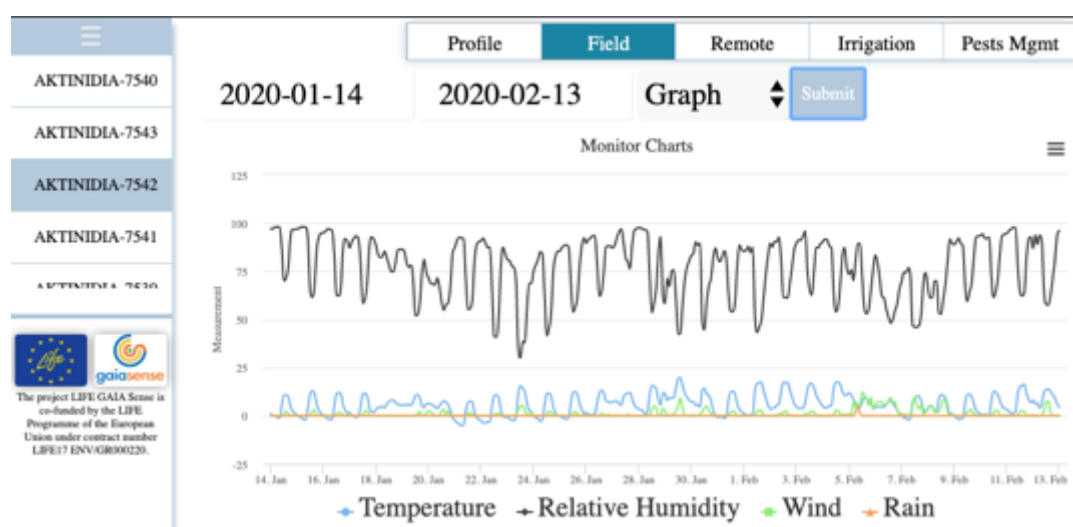 Profile Field Remote Irrigation Pests Mgmt
AKTINIDIA-7540
AKTINIDIA-7543
AKTINIDIA-7542
AKTINIDIA-7541
2020-01-14 2020-02-13 Graph Submit
Monitor Charts
125
100
75
50
25
0
-25
Measurement
14. Jan 16. Jan 18. Jan 20. Jan 22. Jan 24. Jan 26. Jan 28. Jan 30. Jan 1. Feb 3. Feb 5. Feb 7. Feb 9. Feb 11. Feb 13. Feb
Temperature Relative Humidity Wind Rain
Life
gaiasense
The project LIFE GAIA Sense is
co-funded by the LIFE
Programme of the European
Union under contract number
LIFE17 ENV/GR000220.